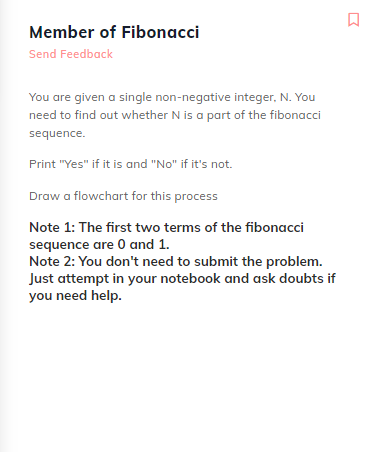 Member of Fibonacci
Send Feedback
You are given a single non-negative integer, N. You
need to find out whether N is a part of the fibonacci
sequence.
Print "Yes" if it is and "No" if it's not.
Draw a flowchart for this process
Note 1: The first two terms of the fibonacci
sequence are 0 and 1.
Note 2: You don't need to submit the problem.
Just attempt in your notebook and ask doubts if
you need help.